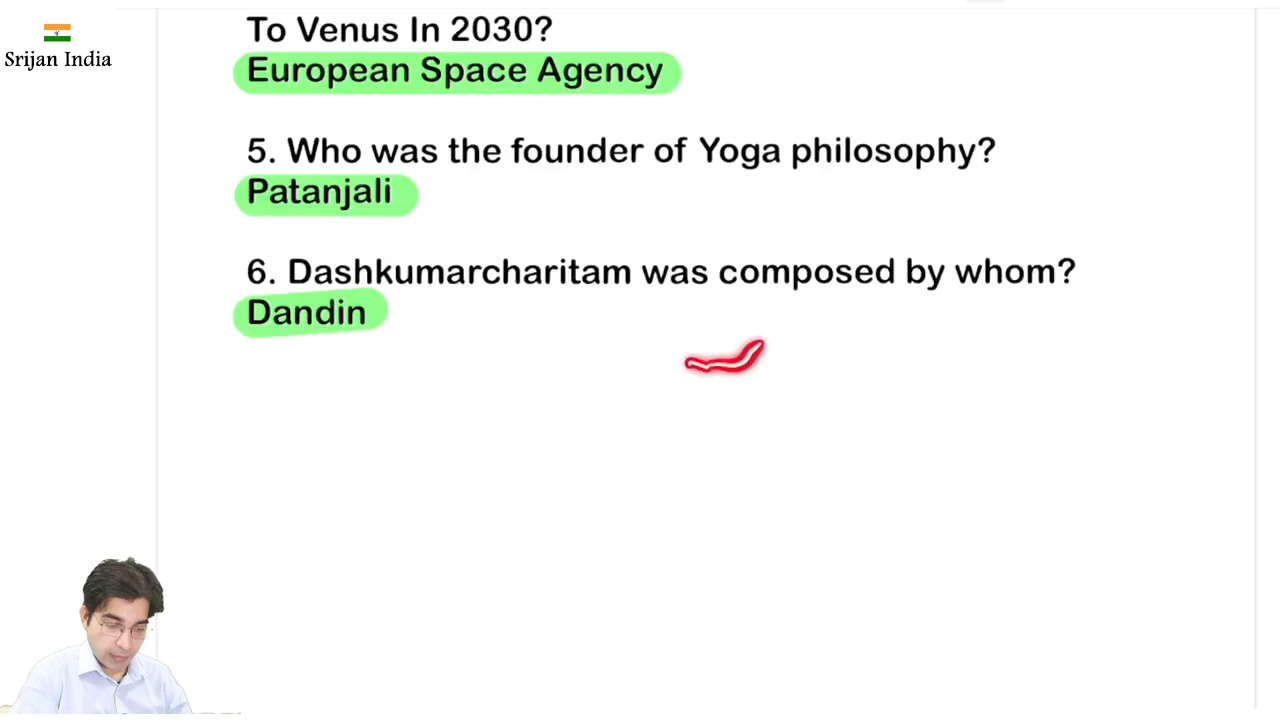 Srijan India
To Venus In 2030?
European Space Agency
5. Who was the founder of Yoga philosophy?
Patanjali
6. Dashkumarcharitam was composed by whom?
Dandin